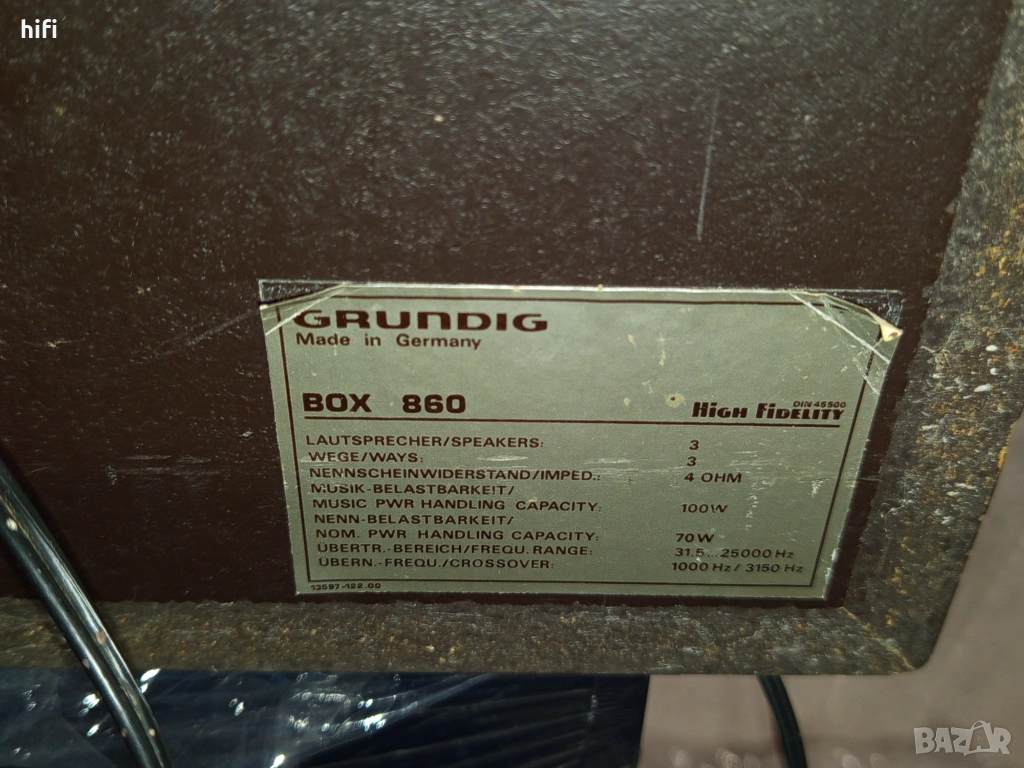 hifi
GRUNDIG
Made in Germany
BOX 860
DIN 45500
HIGH FIDELITY
LAUTSPRECHER/SPEAKERS: 3
WEGE/WAYS: 3
NENNSCHEINWIDERSTAND/IMPED.: 4 OHM
MUSIK-BELASTBARKEIT/
MUSIC PWR HANDLING CAPACITY: 100W
NENN-BELASTBARKEIT/
NOM. PWR HANDLING CAPACITY: 70W
ÜBERTR.-BEREICH/FREQU. RANGE: 31.5...25000 Hz
ÜBERN.-FREQU./CROSSOVER: 1000 Hz / 3150 Hz
13597-122.00
BAZAR